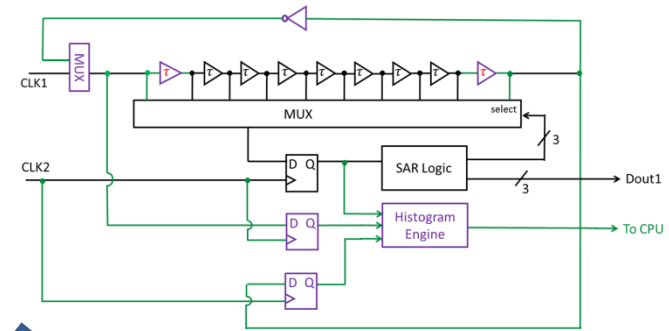 MUX
CLK1
τ τ τ τ τ τ τ τ τ
MUX
select
3
CLK2
D Q
SAR Logic
3
Dout1
D Q
Histogram
Engine
To CPU
D Q